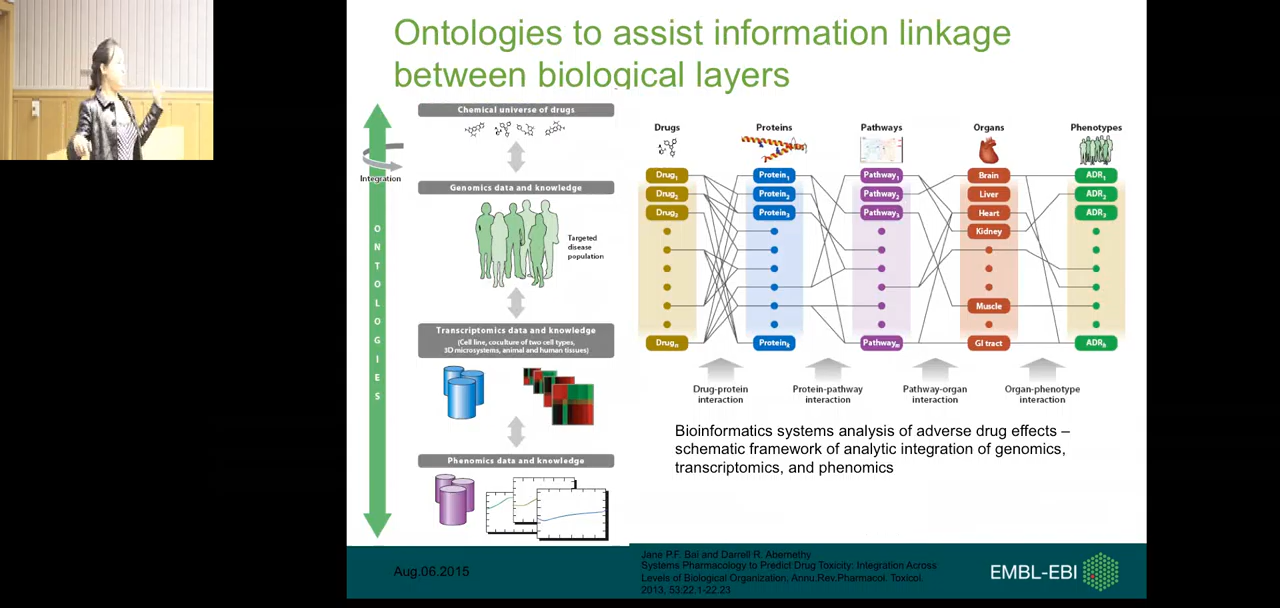 Ontologies to assist information linkage
between biological layers
Integration
ONTOLOGIES
Chemical universe of drugs
Genomics data and knowledge
Targeted
disease
population
Transcriptomics data and knowledge
(Cell line, coculture of two cell types,
3D microsystems, animal and human tissues)
Phenomics data and knowledge
Drugs Proteins Pathways Organs Phenotypes
Drug1 Protein1 Pathway1 Brain ADR1
Drug2 Protein2 Pathway2 Liver ADR2
Drug3 Protein3 Pathway3 Heart ADR3
Kidney
Muscle
Drugn Proteink Pathwaym GI tract ADRh
Drug-protein
interaction
Protein-pathway
interaction
Pathway-organ
interaction
Organ-phenotype
interaction
Bioinformatics systems analysis of adverse drug effects –
schematic framework of analytic integration of genomics,
transcriptomics, and phenomics
Aug.06.2015
Jane P.F. Bai and Darrell R. Abernethy
Systems Pharmacology to Predict Drug Toxicity: Integration Across
Levels of Biological Organization, Annu.Rev.Pharmacol. Toxicol.
2013, 53:22.1-22.23
EMBL-EBI